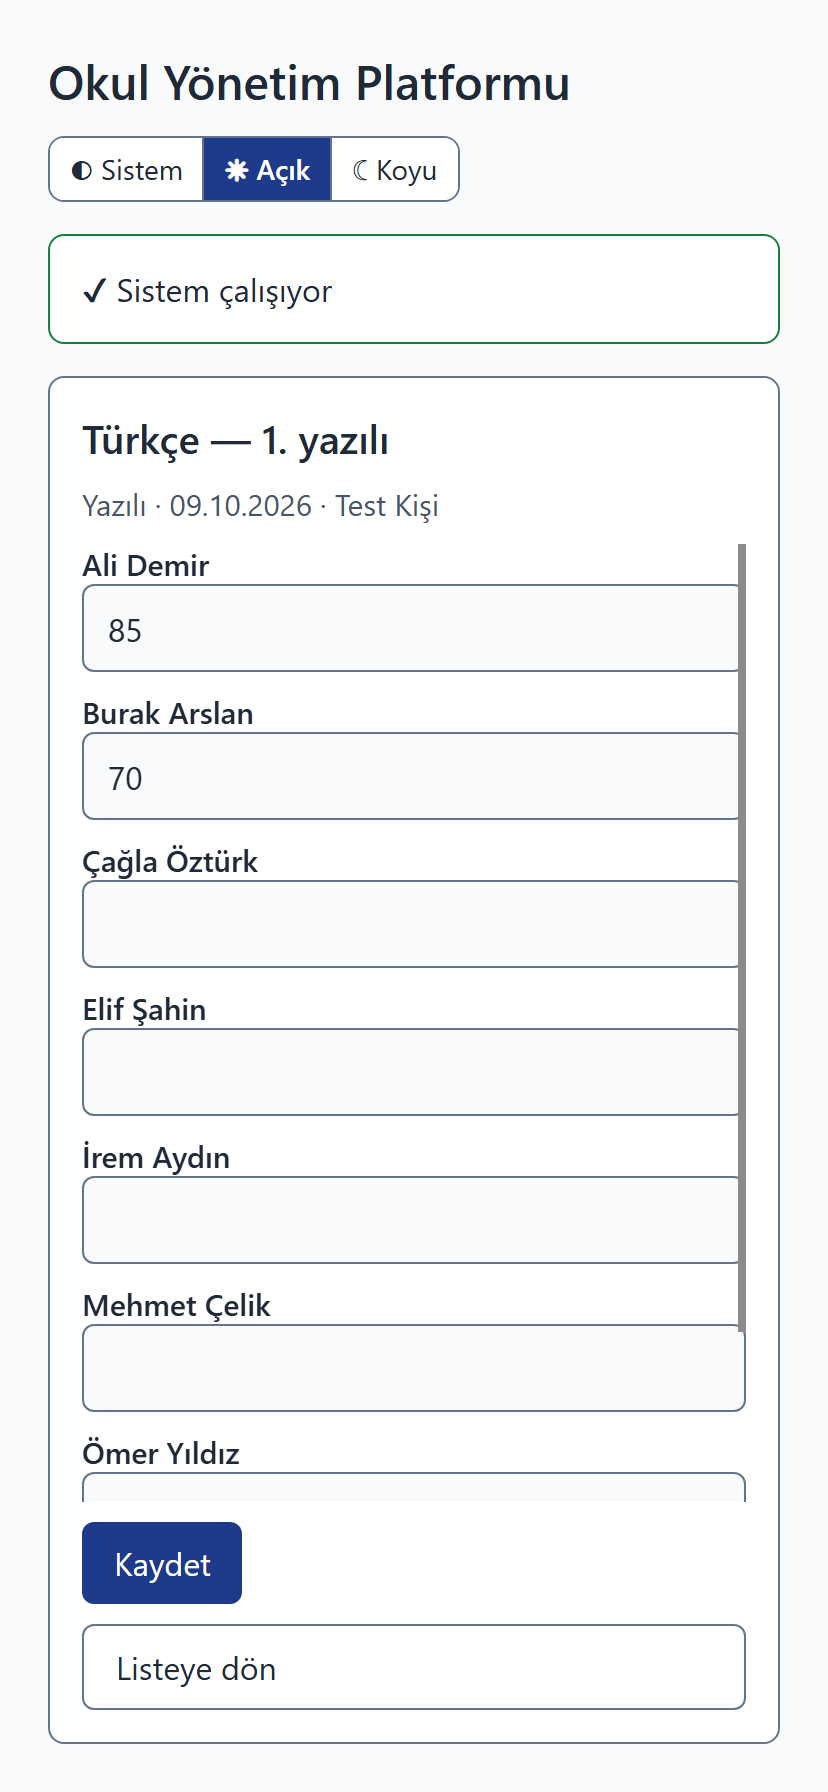 Okul Yönetim Platformu
Sistem
Açık
Koyu
✓ Sistem çalışıyor
Türkçe — 1. yazılı
Yazılı · 09.10.2026 · Test Kişi
Ali Demir
85
Burak Arslan
70
Çağla Öztürk
Elif Şahin
İrem Aydın
Mehmet Çelik
Ömer Yıldız
Kaydet
Listeye dön